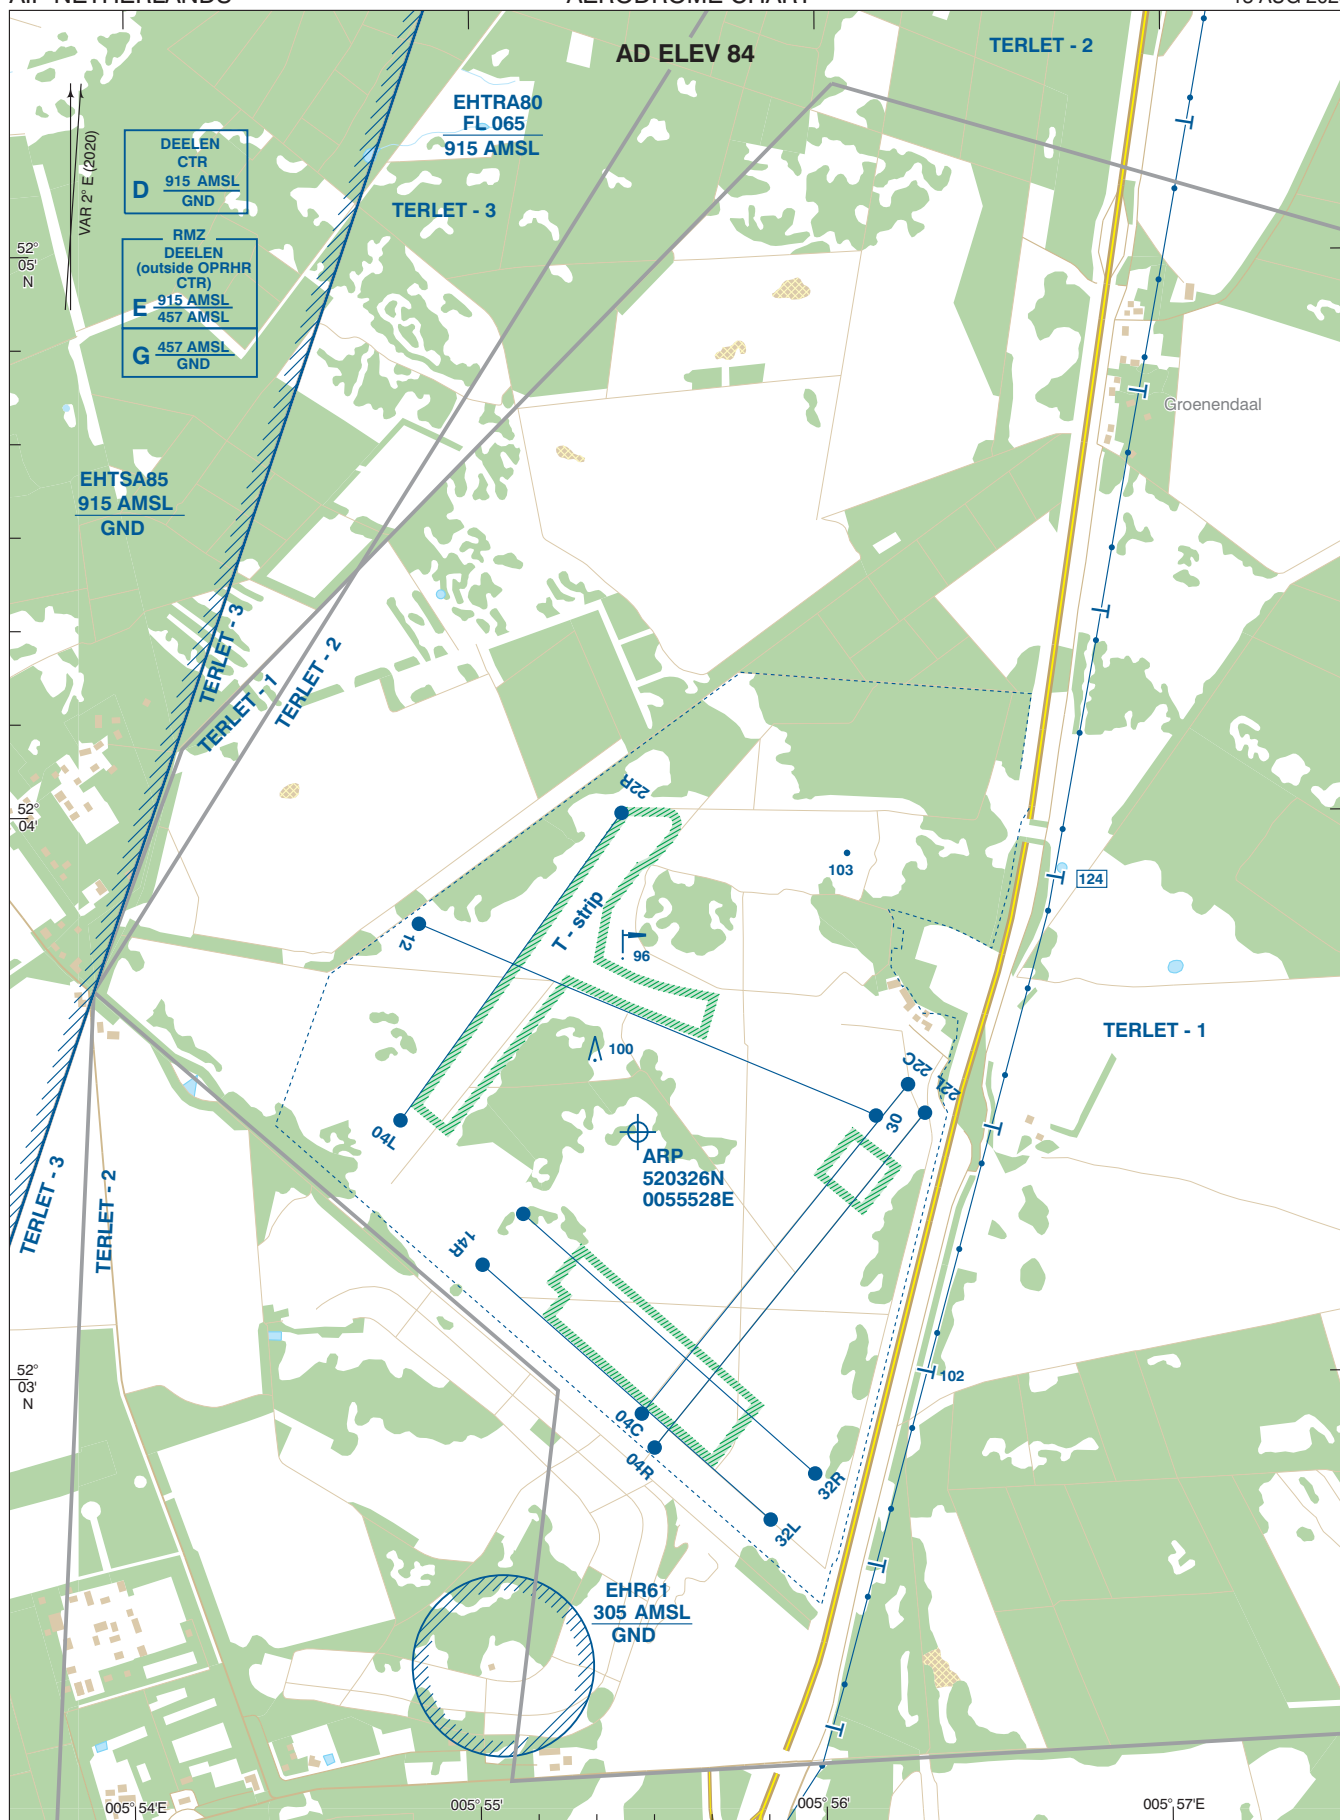 AIP NETHERLANDS
AERODROME CHART
AD ELEV 84
TERLET - 2
VAR 2° E (2020)
DEELEN
CTR
D 915 AMSL
GND
RMZ
DEELEN
(outside OPRHR
CTR)
E 915 AMSL
457 AMSL
G 457 AMSL
GND
EHTRA80
FL 065
915 AMSL
TERLET - 3
52°
05'
N
Groenendaal
EHTSA85
915 AMSL
GND
TERLET - 3
TERLET - 1
TERLET - 2
52°
04'
22R
103
124
T - strip
12
96
100
TERLET - 1
22C
22L
30
04L
ARP
520326N
0055528E
TERLET - 3
TERLET - 2
14R
52°
03'
N
102
04C
04R
32R
32L
EHR61
305 AMSL
GND
005° 54'E
005° 55'
005° 56'
005° 57'E